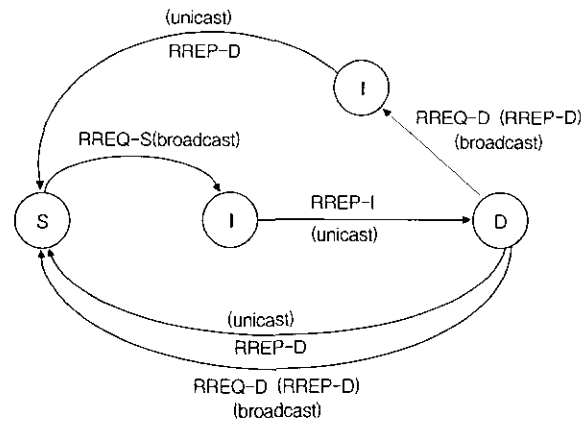 (unicast)
RREP-D
I
RREQ-D (RREP-D)
(broadcast)
RREQ-S(broadcast)
S
I
RREP-I
(unicast)
D
(unicast)
RREP-D
RREQ-D (RREP-D)
(broadcast)